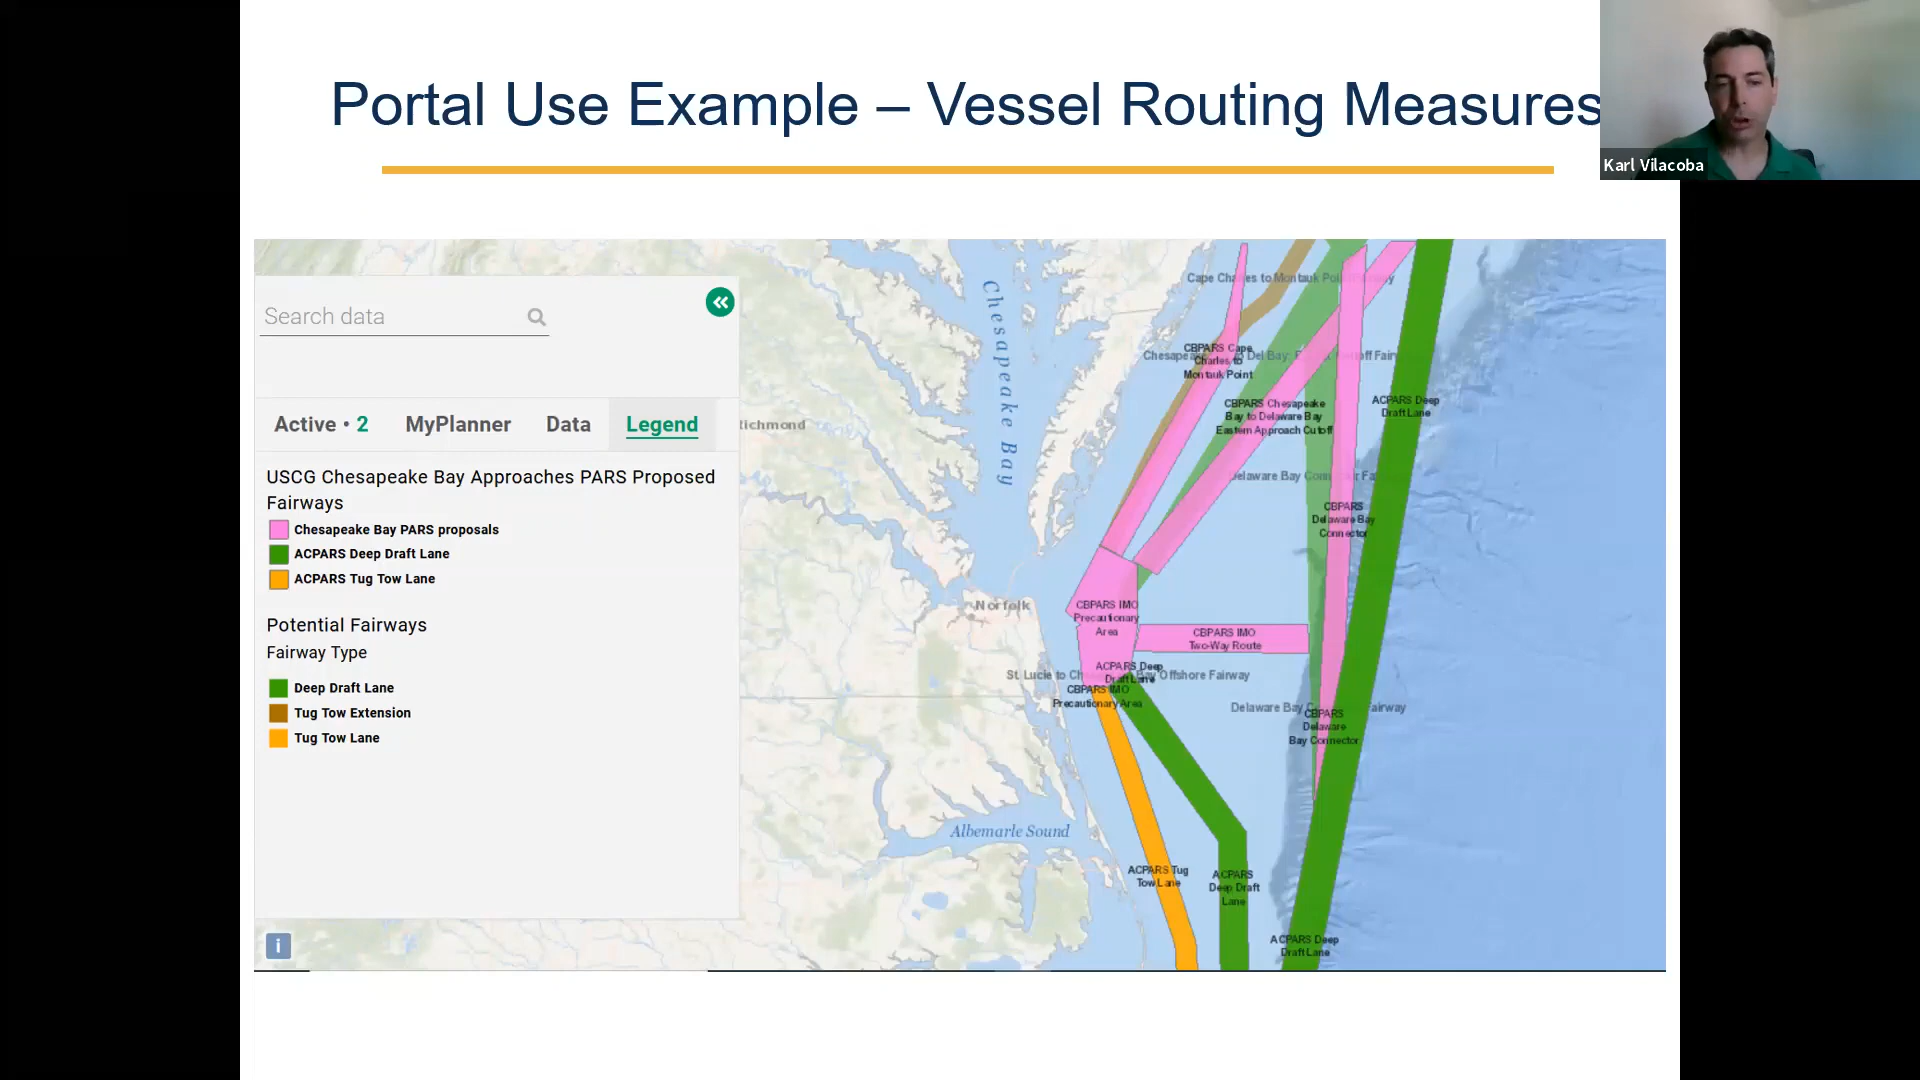 Portal Use Example – Vessel Routing Measures
Karl Vilacoba
Search data
Active • 2
MyPlanner
Data
Legend
USCG Chesapeake Bay Approaches PARS Proposed
Fairways
Chesapeake Bay PARS proposals
ACPARS Deep Draft Lane
ACPARS Tug Tow Lane
Potential Fairways
Fairway Type
Deep Draft Lane
Tug Tow Extension
Tug Tow Lane
i
Chesapeake Bay
Norfolk
Albemarle Sound
CBPARS Cape
Charles to
Montauk Point
CBPARS Chesapeake
Bay to Delaware Bay
Eastern Approach Cutoff
ACPARS Deep
Draft Lane
CBPARS
Delaware Bay
Connector
CBPARS IMO
Precautionary
Area
CBPARS IMO
Two-Way Route
ACPARS Deep
Draft Lane
Bay Offshore Fairway
CBPARS IMO
Precautionary Area
CBPARS
Delaware
Bay Connector
ACPARS Tug
Tow Lane
ACPARS
Deep Draft
Lane
ACPARS Deep
Draft Lane